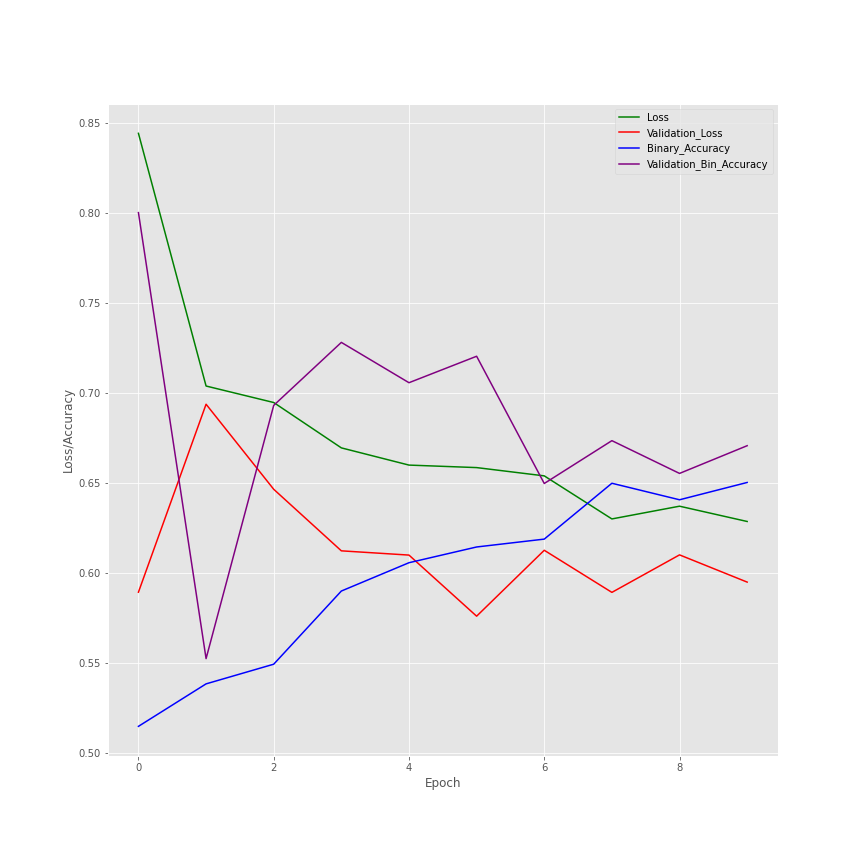 Loss
Validation_Loss
Binary_Accuracy
Validation_Bin_Accuracy
0.85
0.80
0.75
0.70
0.65
0.60
0.55
0.50
Loss/Accuracy
0 2 4 6 8
Epoch